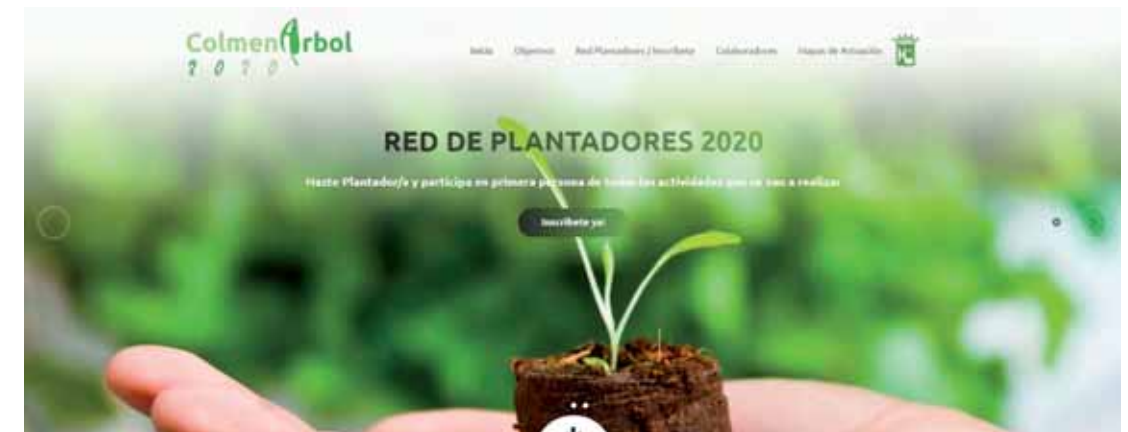 ColmenÁrbol
2020
Inicio Objetivos Red Plantadores / Inscríbete Colaboradores Mapas de Actuación
RED DE PLANTADORES 2020
Hazte Plantador/a y participa en primera persona de todas las actividades que se van a realizar
Inscríbete ya!